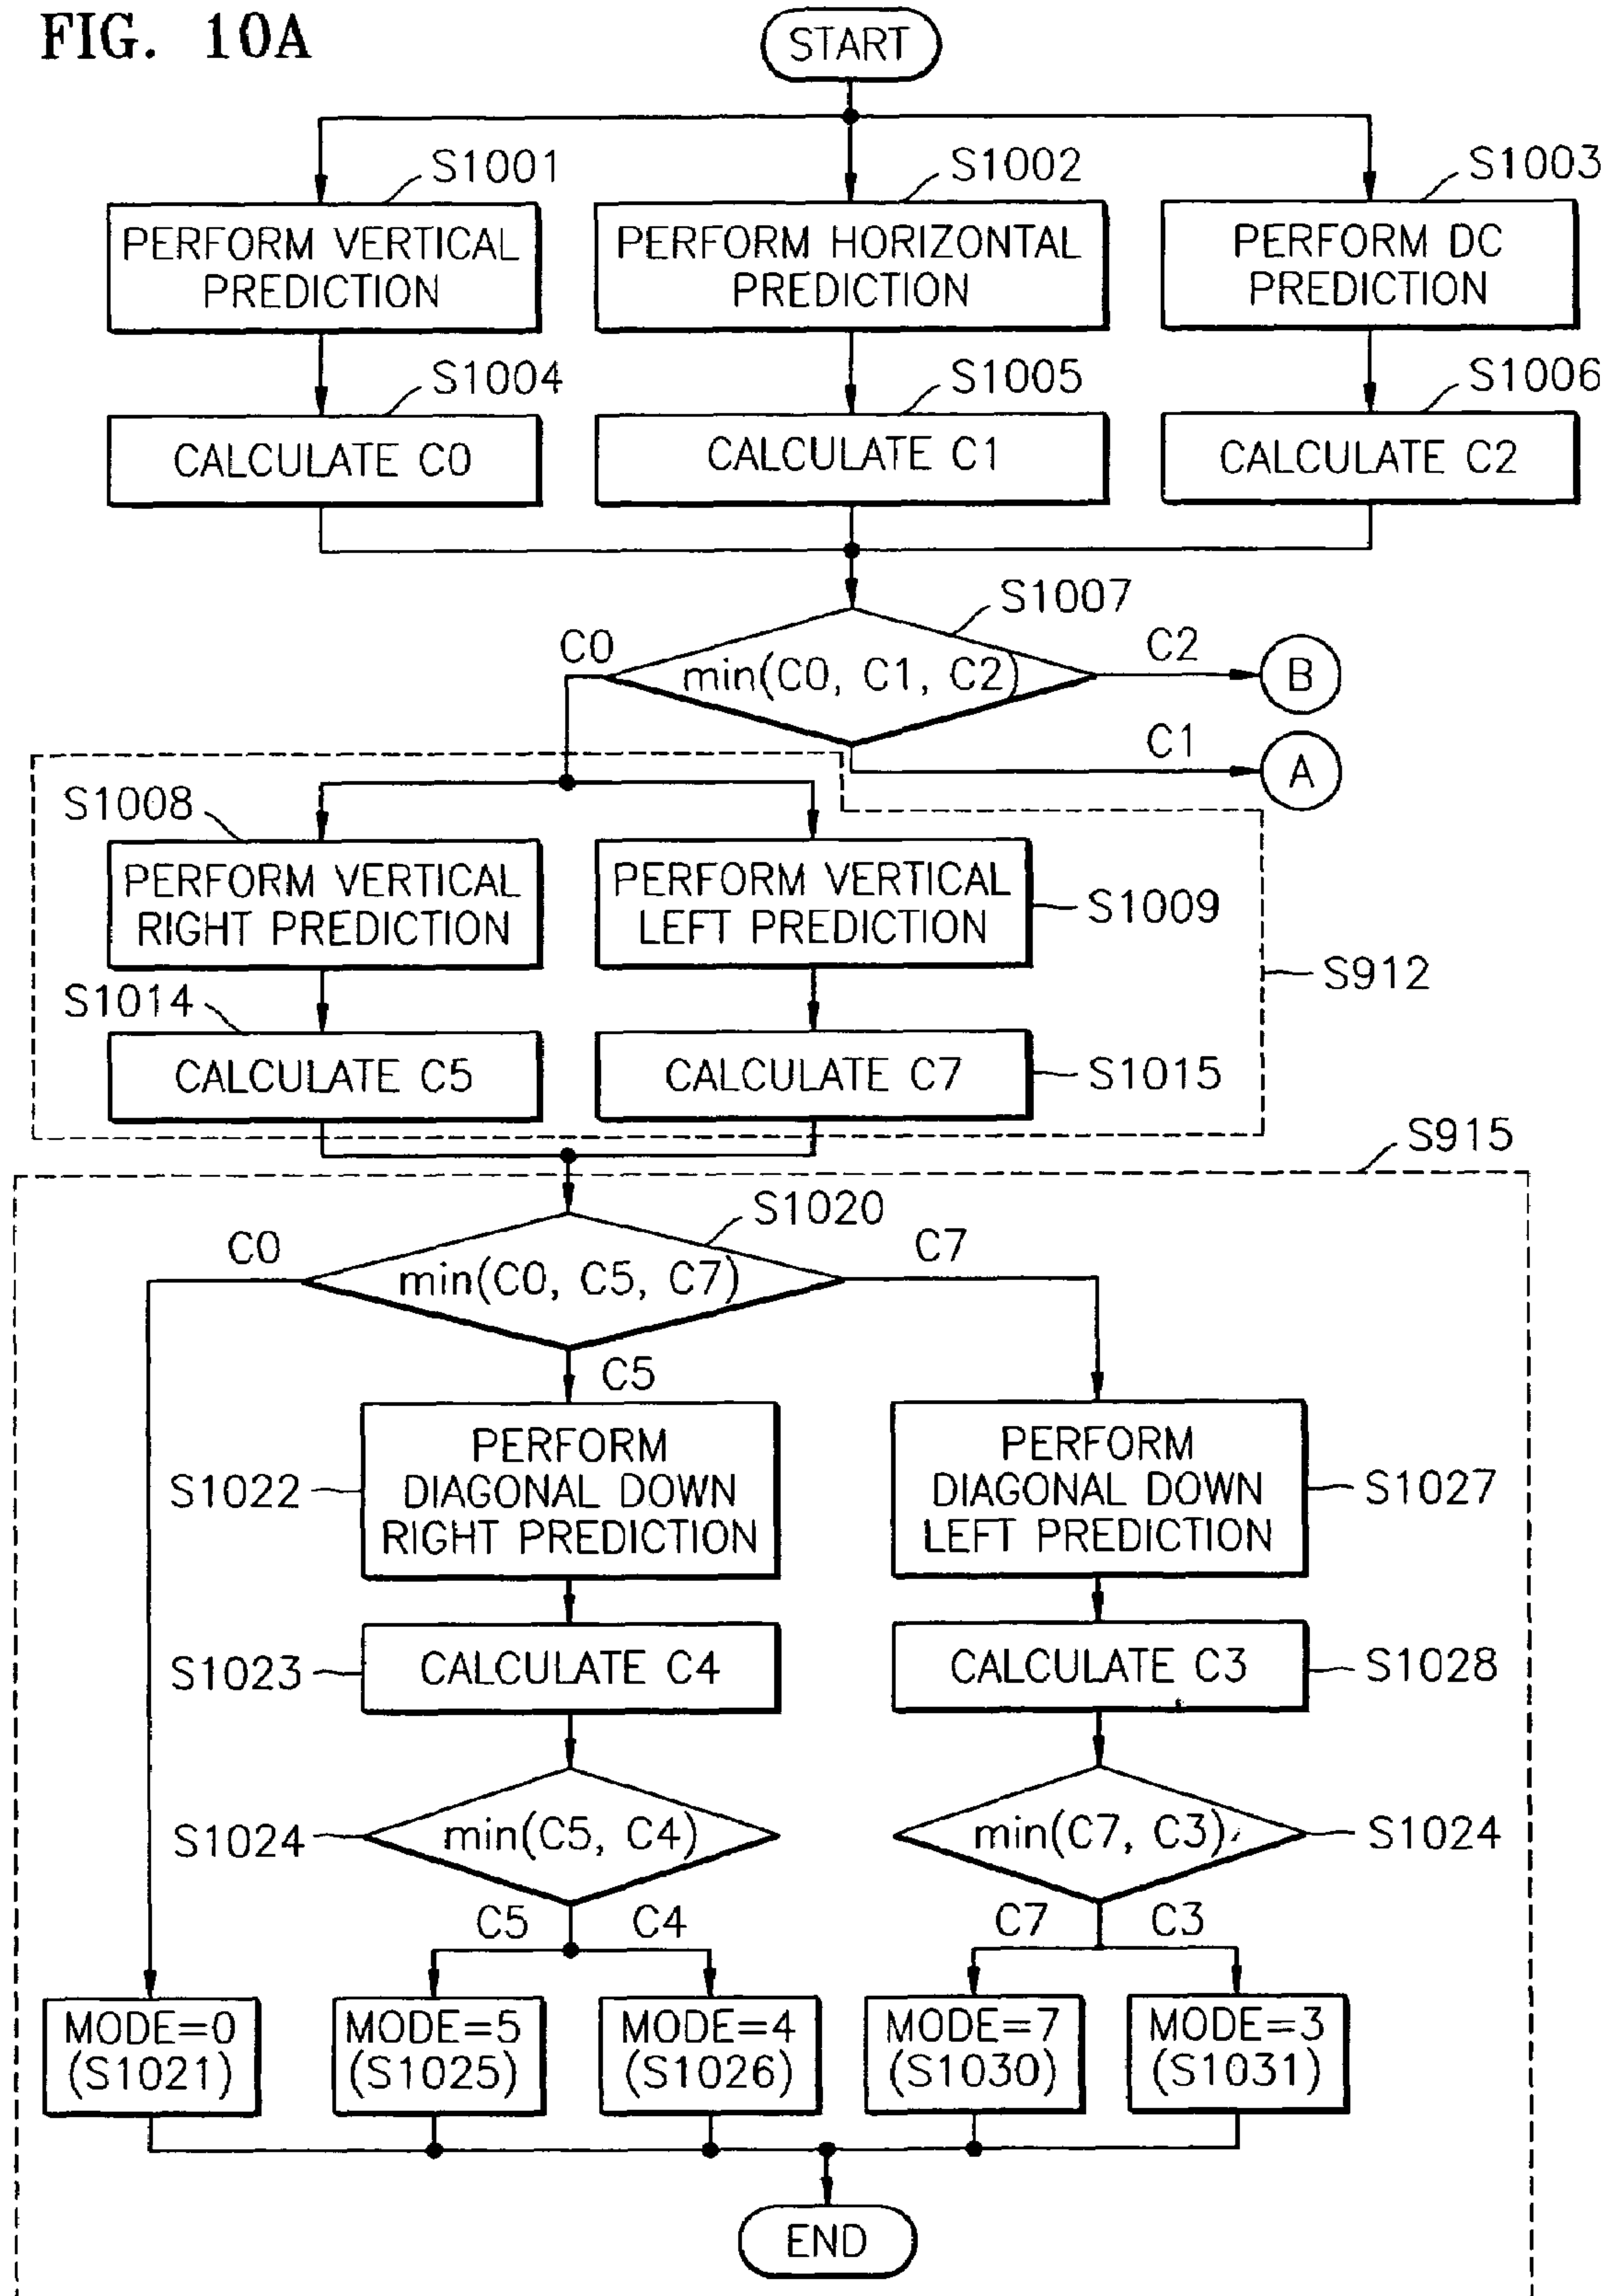 FIG. 10A
START
S1001
S1002
S1003
PERFORM VERTICAL
PREDICTION
PERFORM HORIZONTAL
PREDICTION
PERFORM DC
PREDICTION
S1004
S1005
S1006
CALCULATE C0
CALCULATE C1
CALCULATE C2
S1007
C0
min(C0, C1, C2)
C2
B
C1
A
S1008
PERFORM VERTICAL
RIGHT PREDICTION
PERFORM VERTICAL
LEFT PREDICTION
S1009
S912
S1014
CALCULATE C5
CALCULATE C7
S1015
S915
S1020
C0
min(C0, C5, C7)
C7
C5
S1022
PERFORM
DIAGONAL DOWN
RIGHT PREDICTION
PERFORM
DIAGONAL DOWN
LEFT PREDICTION
S1027
S1023
CALCULATE C4
CALCULATE C3
S1028
S1024
min(C5, C4)
min(C7, C3)
S1024
C5
C4
C7
C3
MODE=0
(S1021)
MODE=5
(S1025)
MODE=4
(S1026)
MODE=7
(S1030)
MODE=3
(S1031)
END